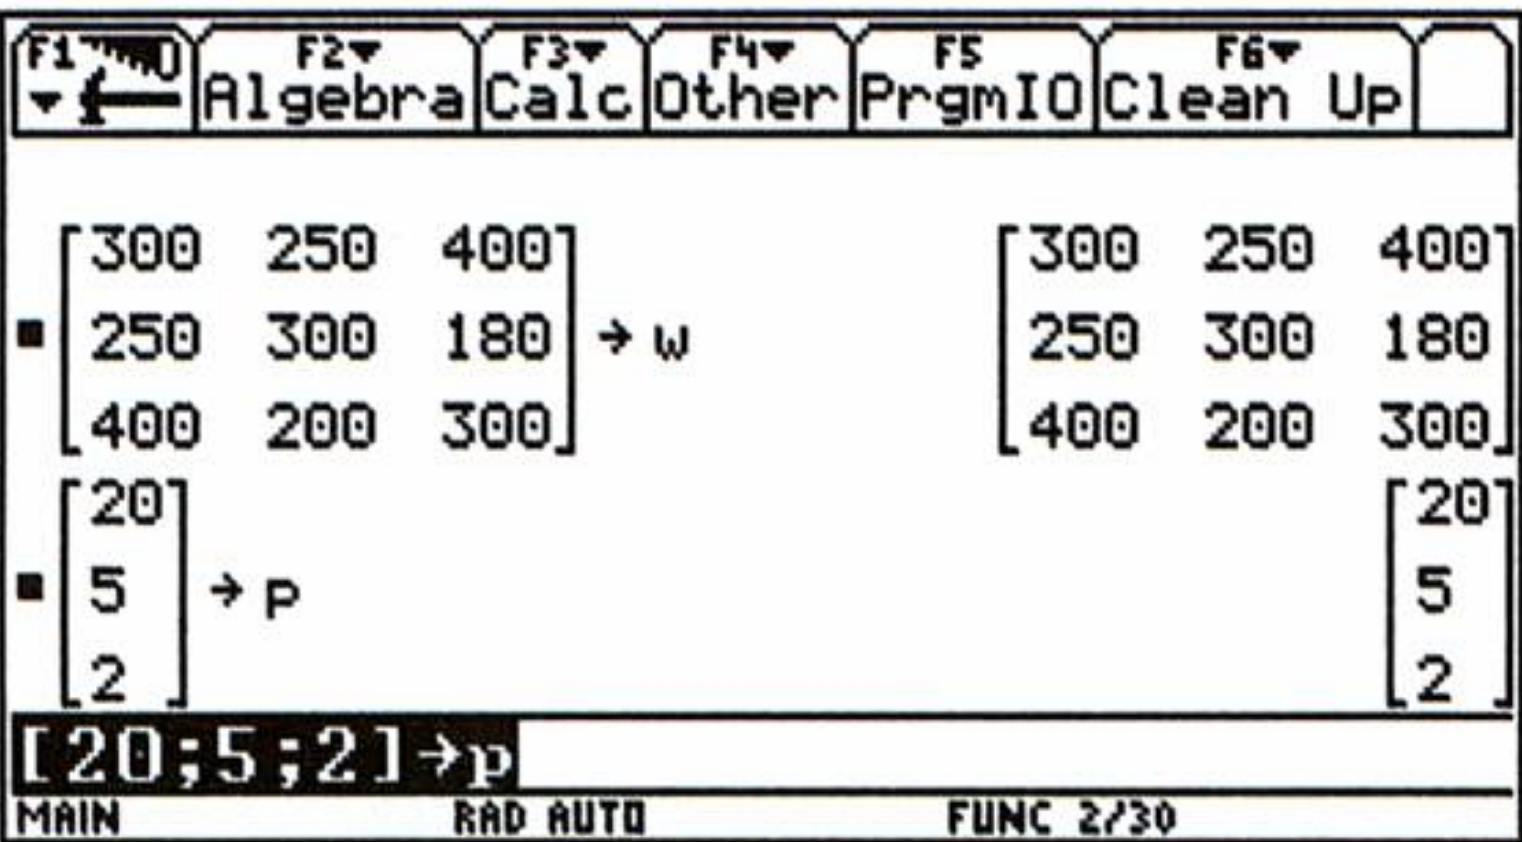 F1 F2 F3 F4 F5 F6
Algebra Calc Other PrgmIO Clean Up
[300 250 400] [300 250 400]
[250 300 180] → w [250 300 180]
[400 200 300] [400 200 300]
[20] [20]
[5] → p [5]
[2] [2]
[20;5;2]→p
MAIN RAD AUTO FUNC 2/30